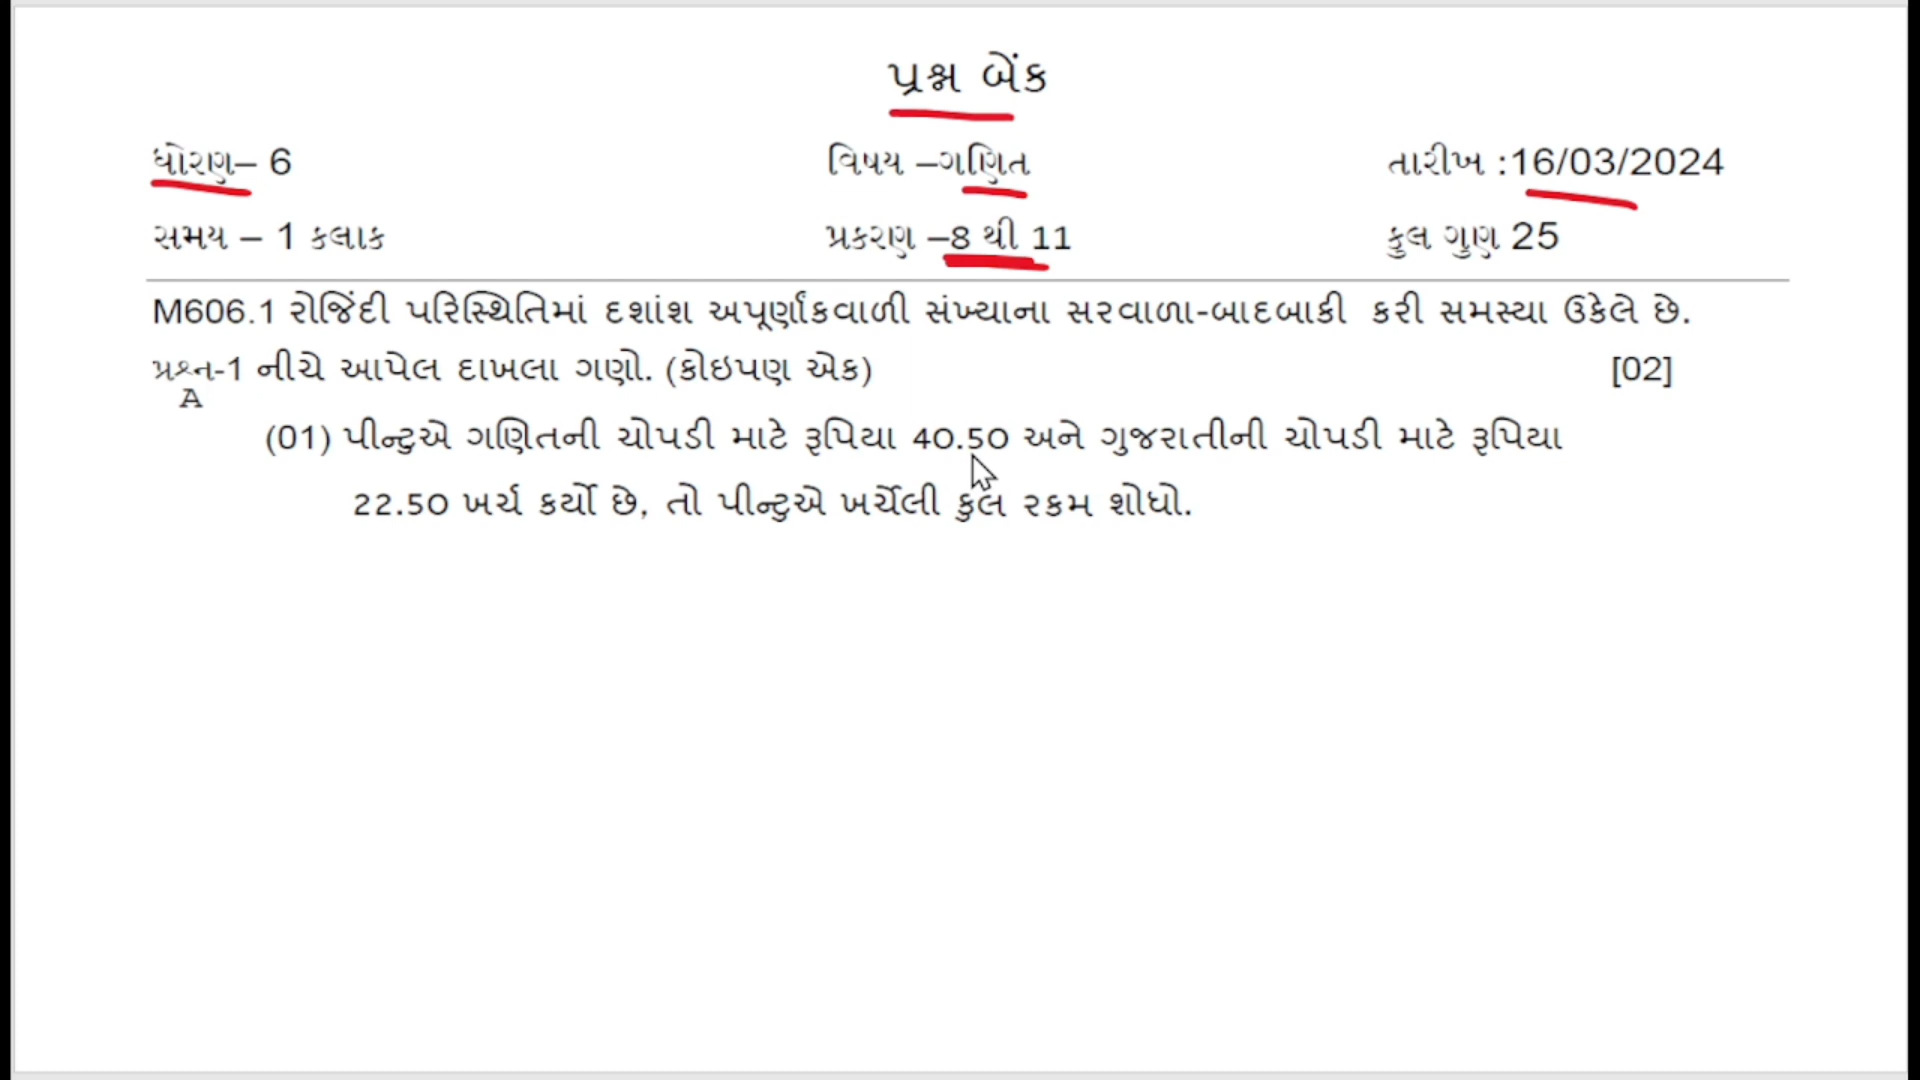 પ્રશ્ન બેંક
ધોરણ– 6 વિષય –ગણિત તારીખ :16/03/2024
સમય – 1 કલાક પ્રકરણ –8 થી 11 કુલ ગુણ 25
M606.1 રોજિંદી પરિસ્થિતિમાં દશાંશ અપૂર્ણાંકવાળી સંખ્યાના સરવાળા-બાદબાકી કરી સમસ્યા ઉકેલે છે.
પ્રશ્ન-1 નીચે આપેલ દાખલા ગણો. (કોઇપણ એક) [02]
A
(01) પીન્ટુએ ગણિતની ચોપડી માટે રૂપિયા 40.50 અને ગુજરાતીની ચોપડી માટે રૂપિયા
22.50 ખર્ચ કર્યો છે, તો પીન્ટુએ ખર્ચેલી કુલ રકમ શોધો.